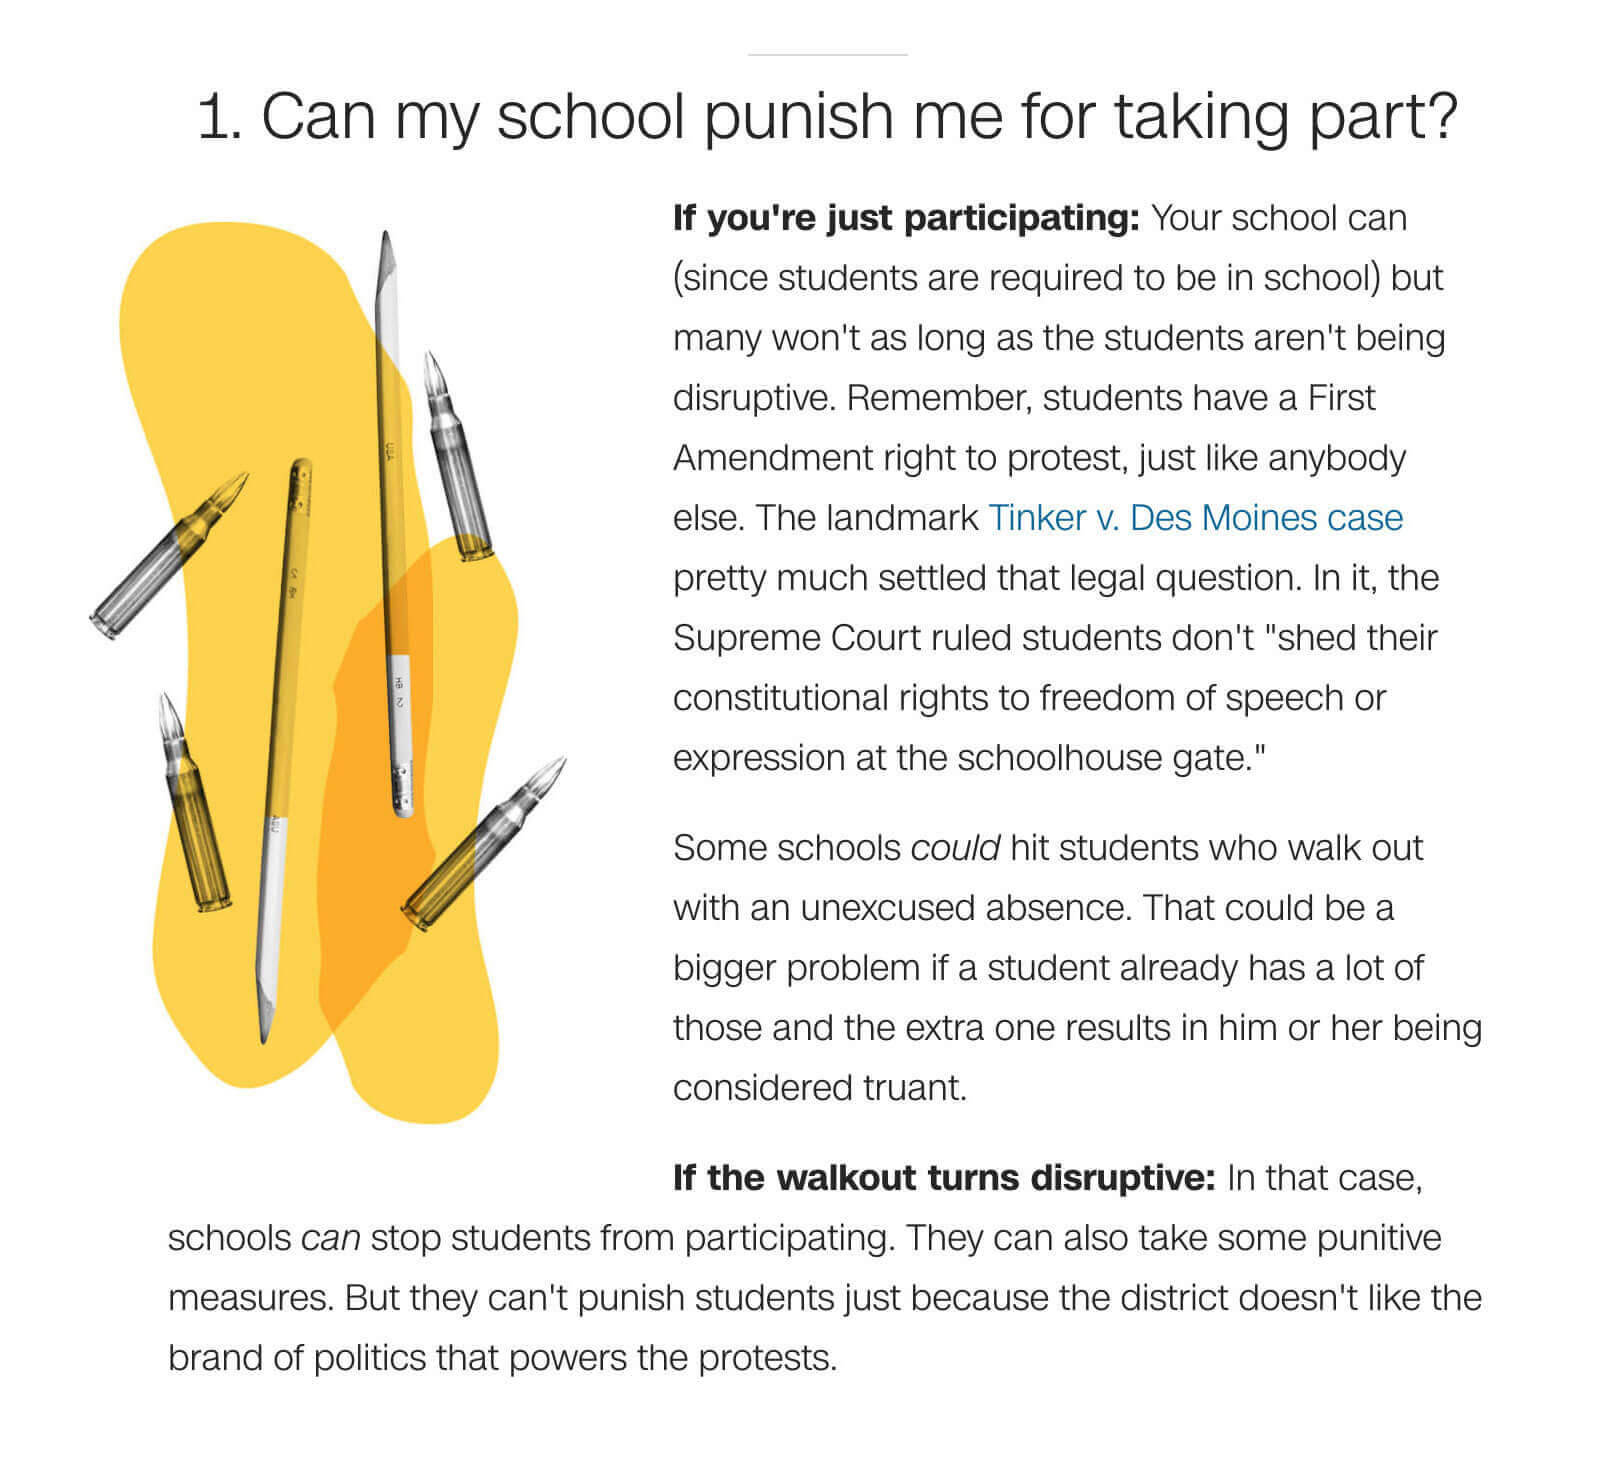 1. Can my school punish me for taking part?
If you're just participating: Your school can
(since students are required to be in school) but
many won't as long as the students aren't being
disruptive. Remember, students have a First
Amendment right to protest, just like anybody
else. The landmark Tinker v. Des Moines case
pretty much settled that legal question. In it, the
Supreme Court ruled students don't "shed their
constitutional rights to freedom of speech or
expression at the schoolhouse gate."
Some schools could hit students who walk out
with an unexcused absence. That could be a
bigger problem if a student already has a lot of
those and the extra one results in him or her being
considered truant.
If the walkout turns disruptive: In that case,
schools can stop students from participating. They can also take some punitive
measures. But they can't punish students just because the district doesn't like the
brand of politics that powers the protests.
USA
HB 2
USA